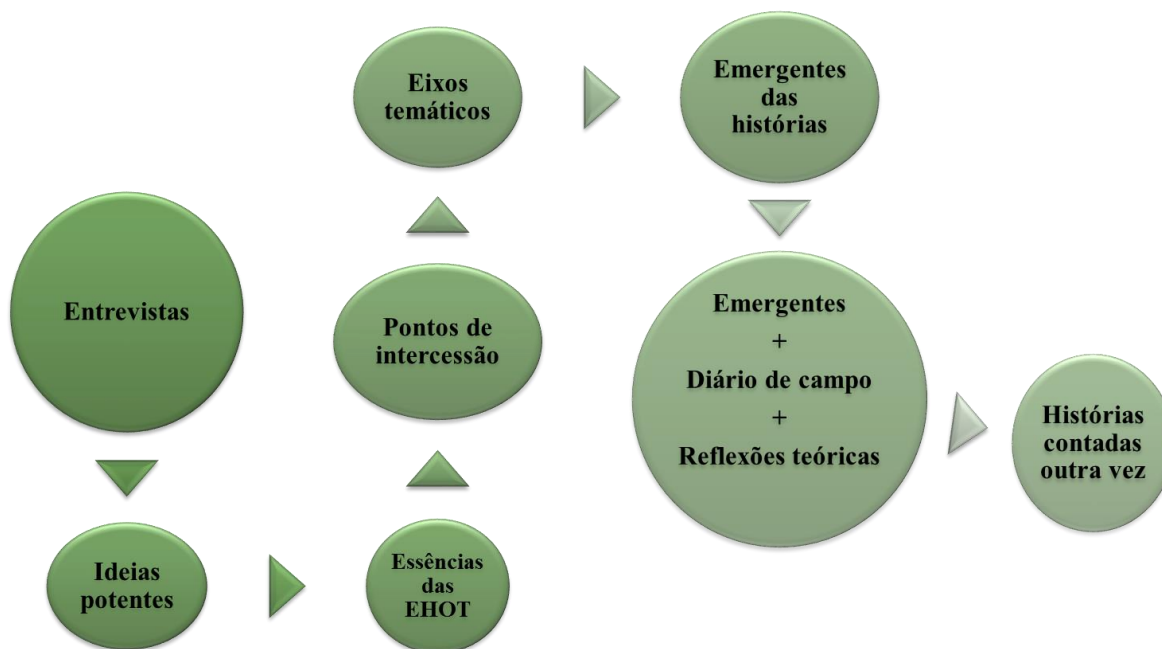 Entrevistas
Ideias
potentes
Essências
das
EHOT
Pontos de
intercessão
Eixos
temáticos
Emergentes
das
histórias
Emergentes
+
Diário de campo
+
Reflexões teóricas
Histórias
contadas
outra vez